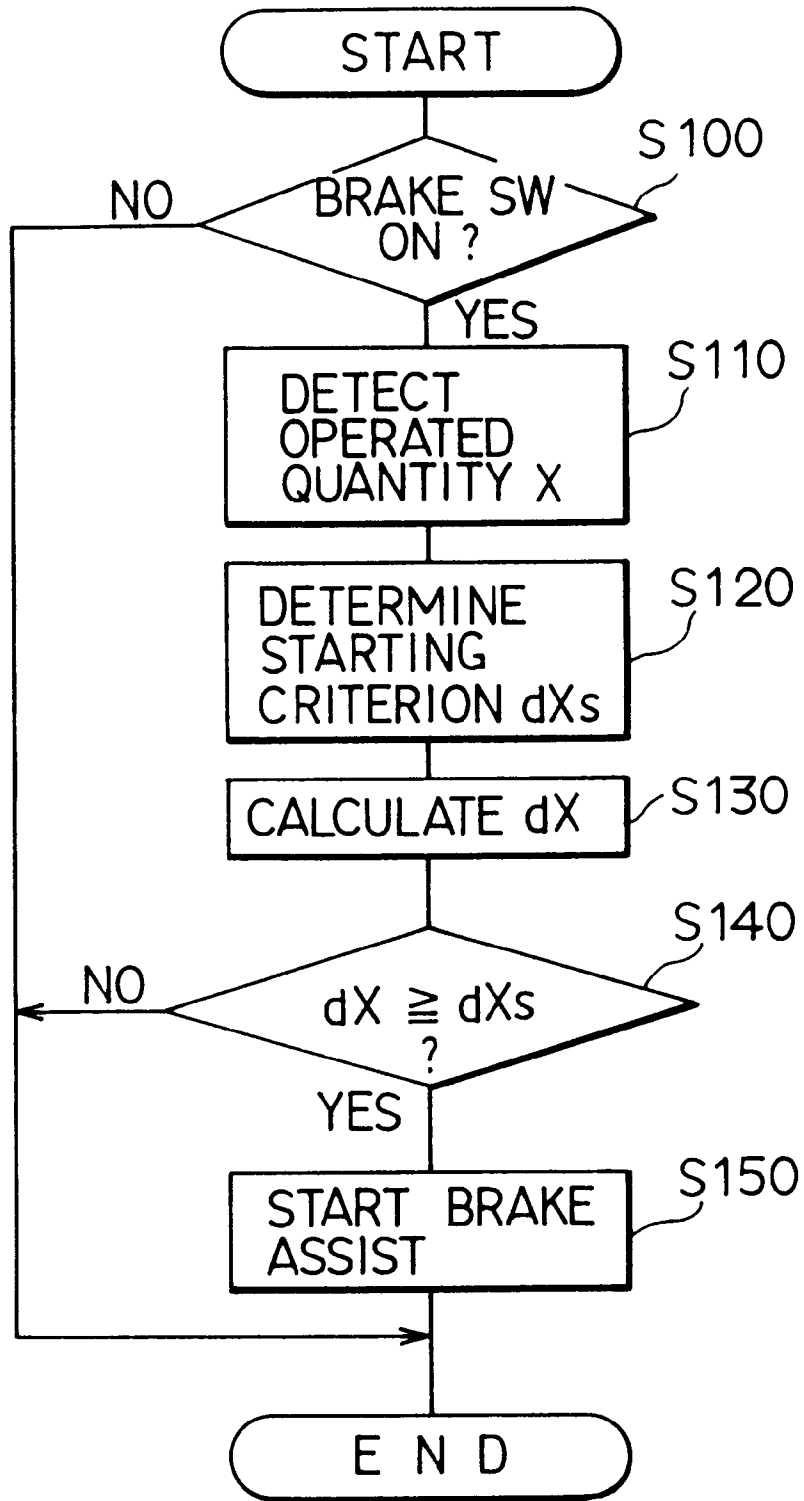 START
S100
NO
BRAKE SW
ON ?
YES
S110
DETECT
OPERATED
QUANTITY X
S120
DETERMINE
STARTING
CRITERION dXs
CALCULATE dX
S130
S140
NO
dX ≧ dXs
?
YES
S150
START BRAKE
ASSIST
E N D